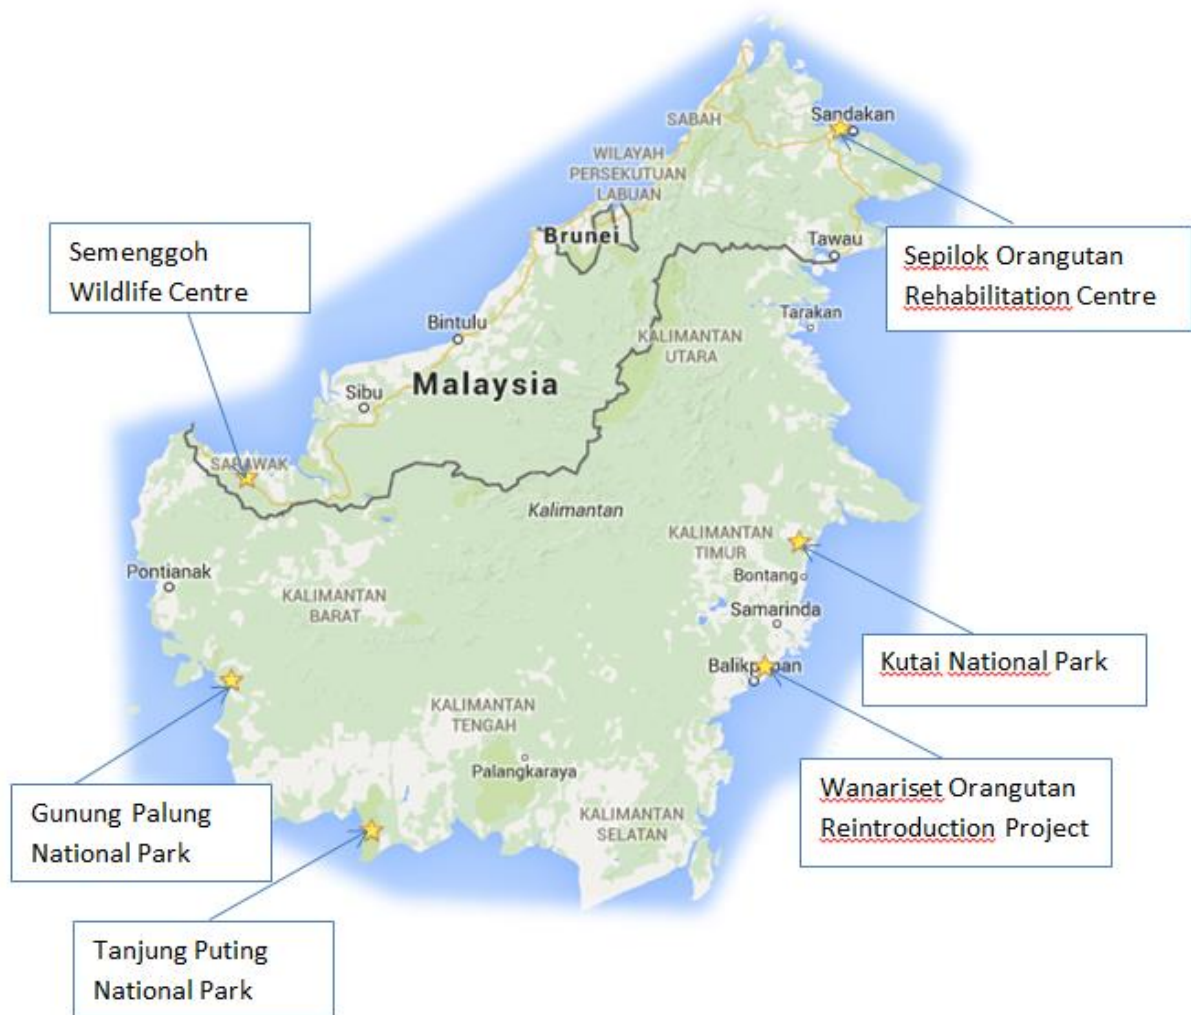 Sandakan
SABAH
WILAYAH
PERSEKUTUAN
LABUAN
Semenggoh
Wildlife Centre
Brunei
Tawau
Sepilok Orangutan
Rehabilitation Centre
Bintulu
Tarakan
KALIMANTAN
UTARA
Malaysia
Sibu
SARAWAK
Kalimantan
KALIMANTAN
TIMUR
Pontianak
Bontang
KALIMANTAN
BARAT
Samarinda
Kutai National Park
Balikpapan
KALIMANTAN
TENGAH
Palangkaraya
Gunung Palung
National Park
KALIMANTAN
SELATAN
Wanariset Orangutan
Reintroduction Project
Tanjung Puting
National Park